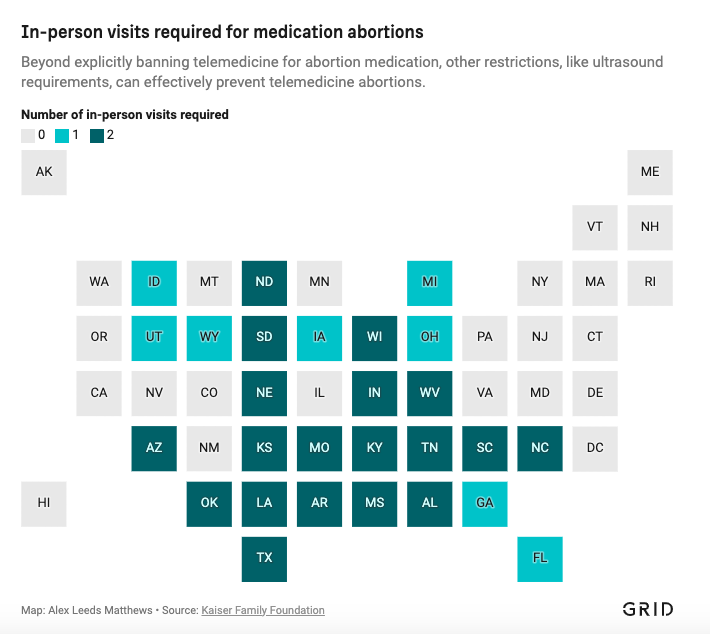 In-person visits required for medication abortions
Beyond explicitly banning telemedicine for abortion medication, other restrictions, like ultrasound
requirements, can effectively prevent telemedicine abortions.
Number of in-person visits required
0 1 2
AK ME
VT NH
WA ID MT ND MN MI NY MA RI
OR UT WY SD IA WI OH PA NJ CT
CA NV CO NE IL IN WV VA MD DE
AZ NM KS MO KY TN SC NC DC
HI OK LA AR MS AL GA
TX FL
Map: Alex Leeds Matthews • Source: Kaiser Family Foundation
GRID